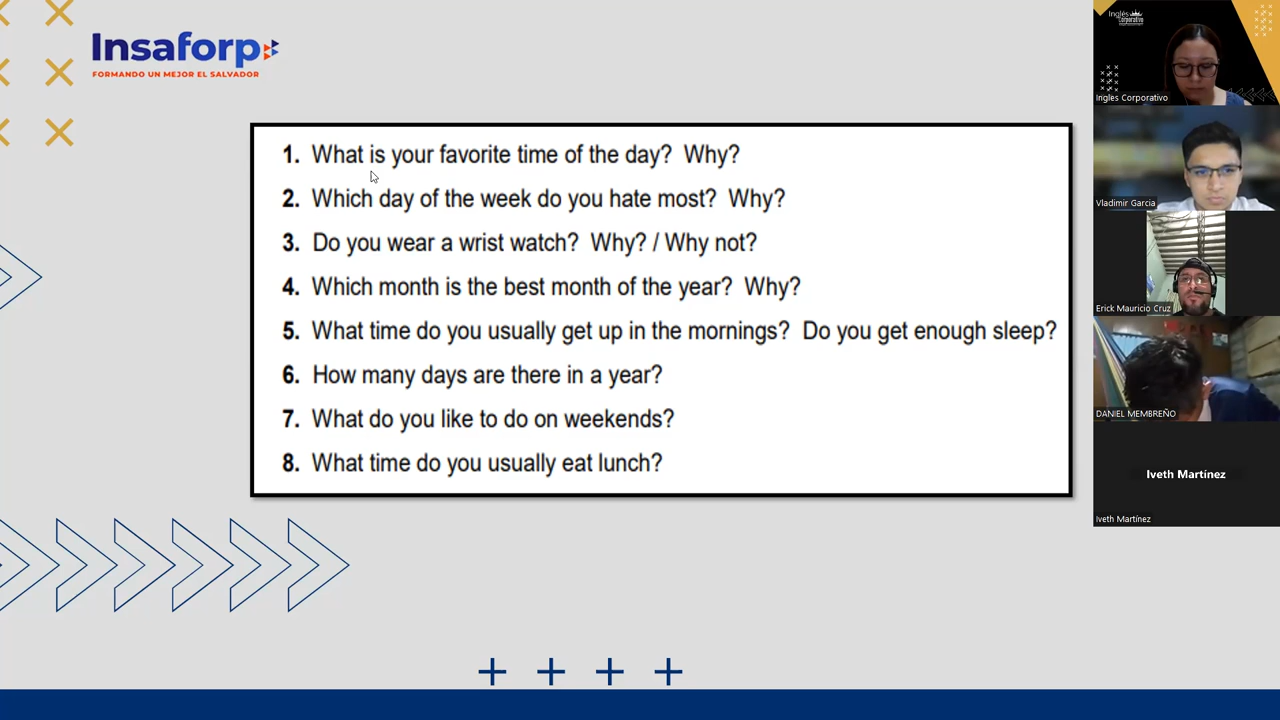 Insaforp
FORMANDO UN MEJOR EL SALVADOR
1. What is your favorite time of the day? Why?
2. Which day of the week do you hate most? Why?
3. Do you wear a wrist watch? Why? / Why not?
4. Which month is the best month of the year? Why?
5. What time do you usually get up in the mornings? Do you get enough sleep?
6. How many days are there in a year?
7. What do you like to do on weekends?
8. What time do you usually eat lunch?
Inglés
Corporativo
Ingles Corporativo
Vladimir Garcia
Erick Mauricio Cruz
DANIEL MEMBREÑO
Iveth Martínez
Iveth Martínez